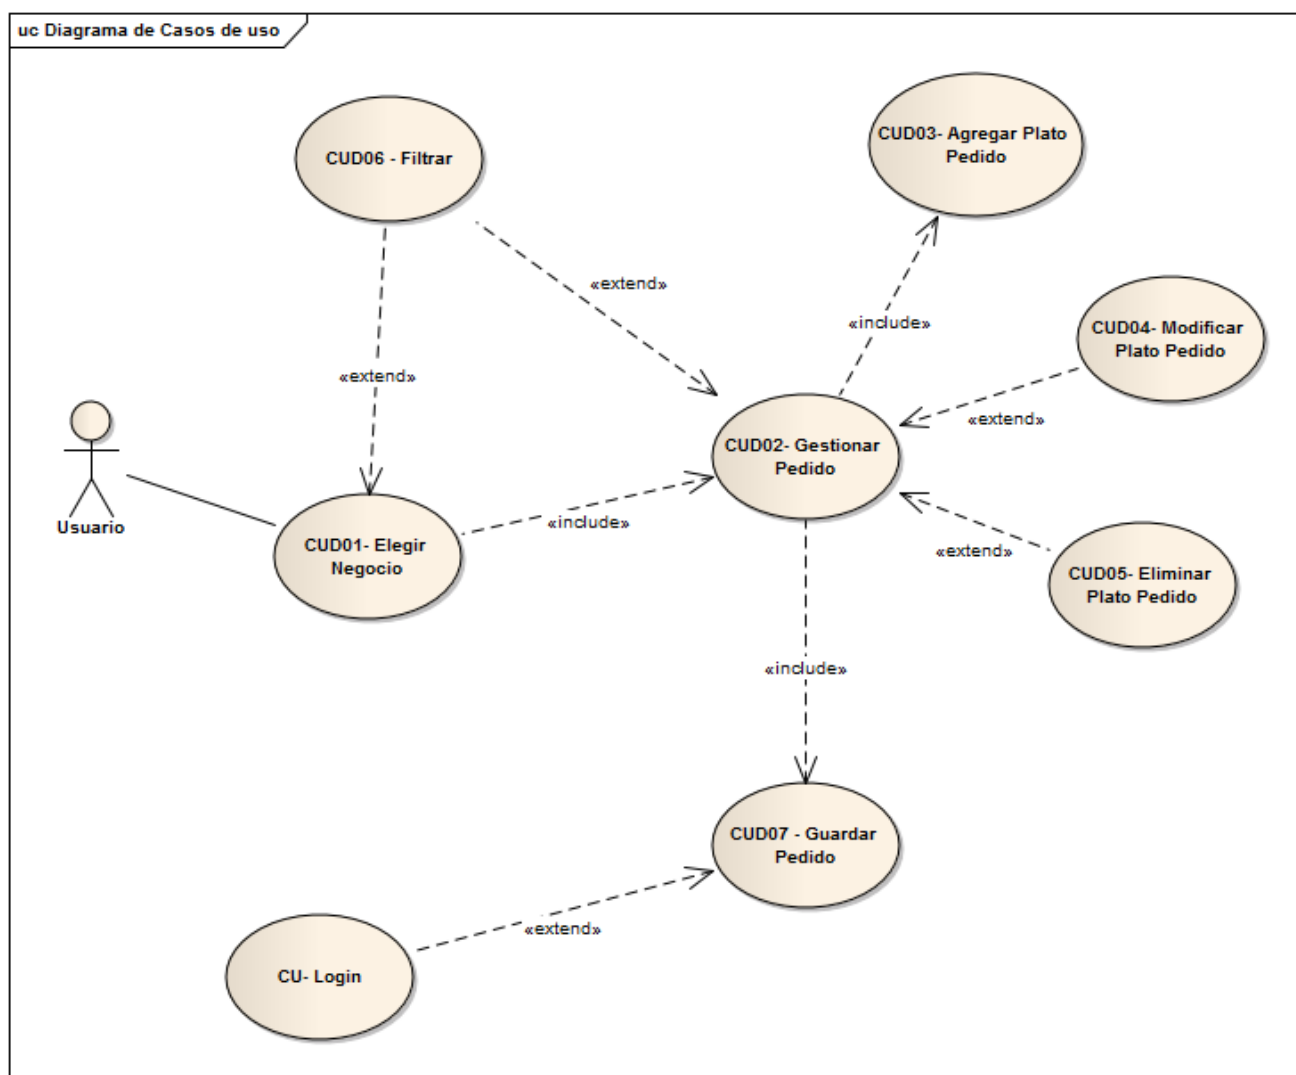 uc Diagrama de Casos de uso
CUD06 - Filtrar
CUD03- Agregar Plato
Pedido
«extend»
«include»
CUD04- Modificar
Plato Pedido
«extend»
«extend»
CUD02- Gestionar
Pedido
Usuario
«include»
CUD01- Elegir
Negocio
«extend»
CUD05- Eliminar
Plato Pedido
«include»
CUD07 - Guardar
Pedido
«extend»
CU- Login